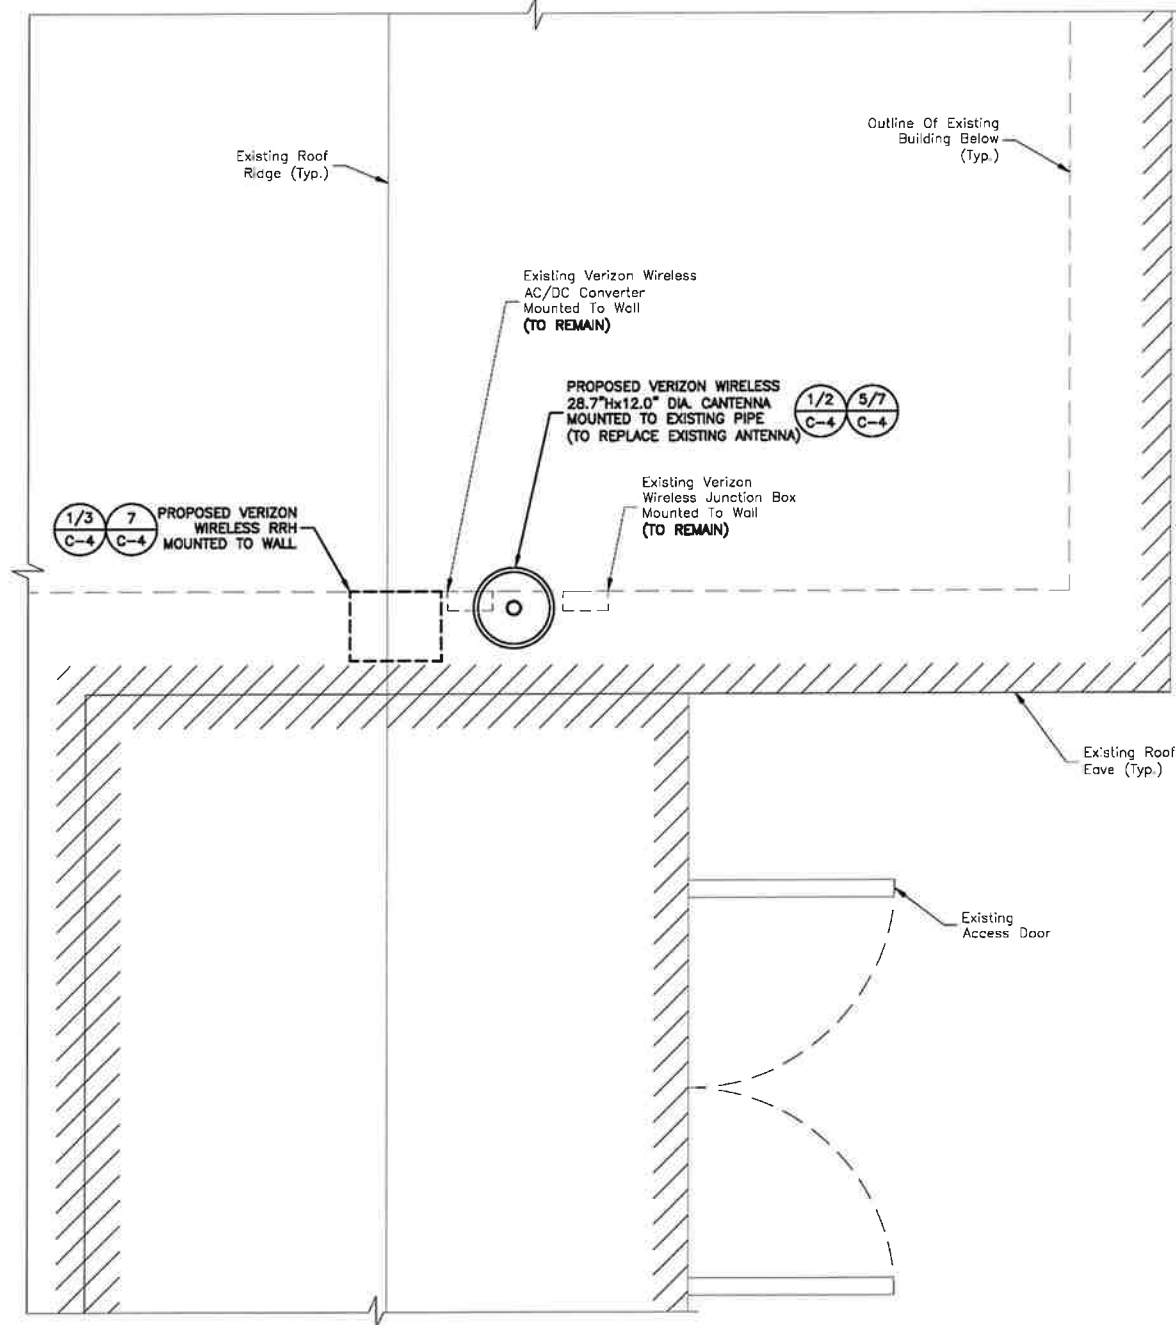 Outline Of Existing
Building Below
(Typ.)
Existing Roof
Ridge (Typ.)
Existing Verizon Wireless
AC/DC Converter
Mounted To Wall
(TO REMAIN)
PROPOSED VERIZON WIRELESS
28.7"Hx12.0" DIA. CANTENNA
MOUNTED TO EXISTING PIPE
(TO REPLACE EXISTING ANTENNA)
1/2
C-4
5/7
C-4
Existing Verizon
Wireless Junction Box
Mounted To Wall
(TO REMAIN)
1/3
C-4
7
C-4
PROPOSED VERIZON
WIRELESS RRH
MOUNTED TO WALL
Existing Roof
Eave (Typ.)
Existing
Access Door